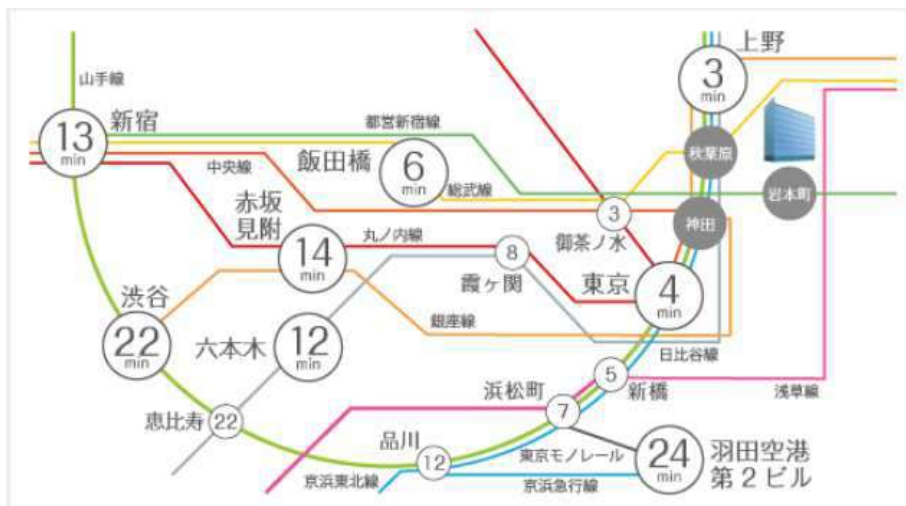 上野
3
min
山手線
13
min
新宿
都営新宿線
飯田橋
6
min
秋葉原
中央線
総武線
岩本町
赤坂
見附
3
神田
御茶ノ水
丸ノ内線
14
min
8
霞ヶ関
東京
4
min
渋谷
22
min
六本木
12
min
銀座線
日比谷線
5
新橋
浅草線
浜松町
7
恵比寿
22
品川
12
東京モノレール
24
min
羽田空港
第2ビル
京浜東北線
京浜急行線